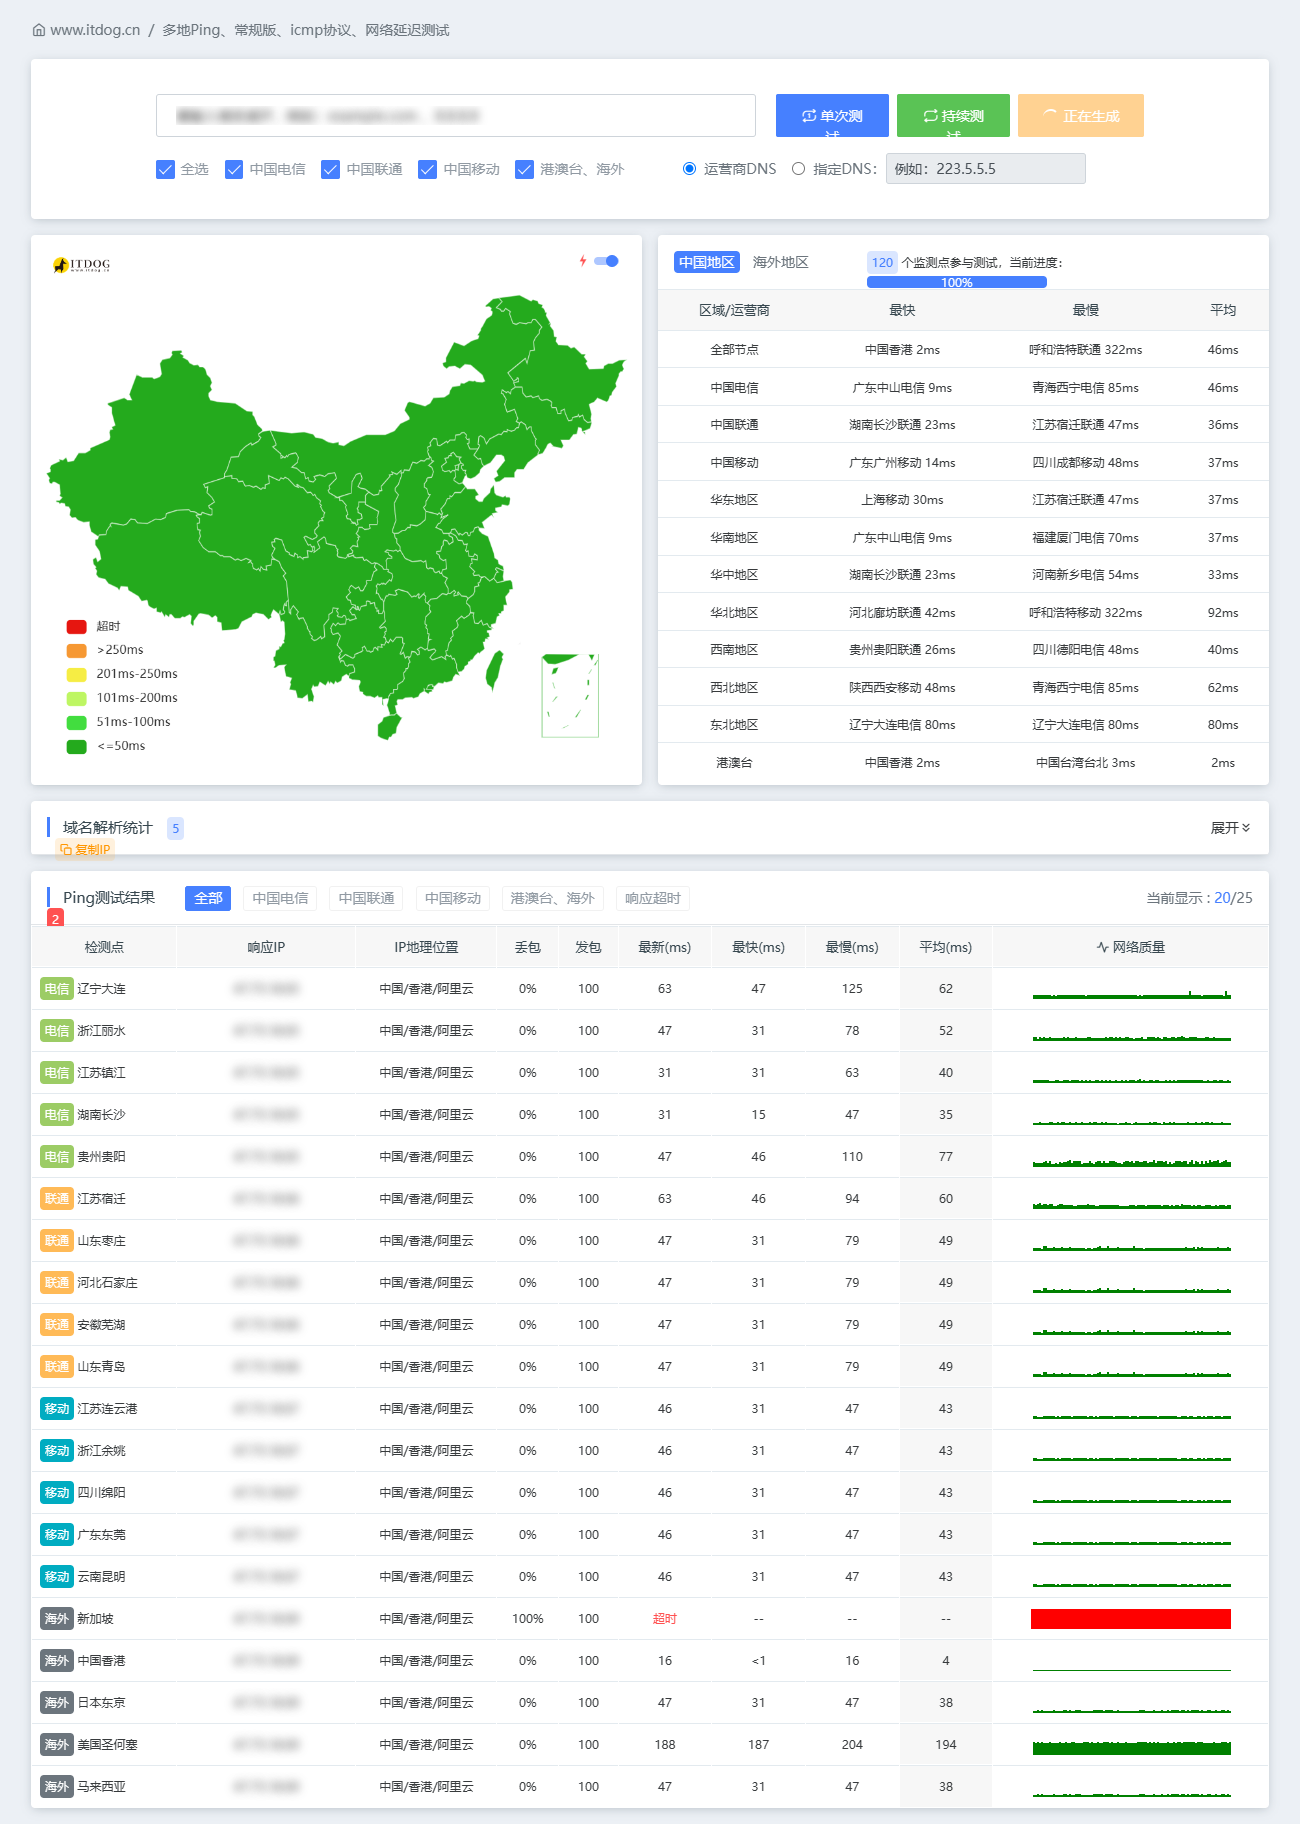 www.itdog.cn / 多地Ping、常规版、icmp协议、网络延迟测试
单次测试 持续测试 正在生成
全选 中国电信 中国联通 中国移动 港澳台、海外 运营商DNS 指定DNS： 例如：223.5.5.5
ITDOG
www.itdog.cn
超时
>250ms
201ms-250ms
101ms-200ms
51ms-100ms
<=50ms
中国地区 海外地区 120 个监测点参与测试，当前进度：
100%
区域/运营商 最快 最慢 平均
全部节点 中国香港 2ms 呼和浩特联通 322ms 46ms
中国电信 广东中山电信 9ms 青海西宁电信 85ms 46ms
中国联通 湖南长沙联通 23ms 江苏宿迁联通 47ms 36ms
中国移动 广东广州移动 14ms 四川成都移动 48ms 37ms
华东地区 上海移动 30ms 江苏宿迁联通 47ms 37ms
华南地区 广东中山电信 9ms 福建厦门电信 70ms 37ms
华中地区 湖南长沙联通 23ms 河南新乡电信 54ms 33ms
华北地区 河北廊坊联通 42ms 呼和浩特移动 322ms 92ms
西南地区 贵州贵阳联通 26ms 四川德阳电信 48ms 40ms
西北地区 陕西西安移动 48ms 青海西宁电信 85ms 62ms
东北地区 辽宁大连电信 80ms 辽宁大连电信 80ms 80ms
港澳台 中国香港 2ms 中国台湾台北 3ms 2ms
域名解析统计 5 展开
复制IP
Ping测试结果 全部 中国电信 中国联通 中国移动 港澳台、海外 响应超时 当前显示 : 20/25
2
检测点 响应IP IP地理位置 丢包 发包 最新(ms) 最快(ms) 最慢(ms) 平均(ms) 网络质量
电信 辽宁大连 中国/香港/阿里云 0% 100 63 47 125 62
电信 浙江丽水 中国/香港/阿里云 0% 100 47 31 78 52
电信 江苏镇江 中国/香港/阿里云 0% 100 31 31 63 40
电信 湖南长沙 中国/香港/阿里云 0% 100 31 15 47 35
电信 贵州贵阳 中国/香港/阿里云 0% 100 47 46 110 77
联通 江苏宿迁 中国/香港/阿里云 0% 100 63 46 94 60
联通 山东枣庄 中国/香港/阿里云 0% 100 47 31 79 49
联通 河北石家庄 中国/香港/阿里云 0% 100 47 31 79 49
联通 安徽芜湖 中国/香港/阿里云 0% 100 47 31 79 49
联通 山东青岛 中国/香港/阿里云 0% 100 47 31 79 49
移动 江苏连云港 中国/香港/阿里云 0% 100 46 31 47 43
移动 浙江余姚 中国/香港/阿里云 0% 100 46 31 47 43
移动 四川绵阳 中国/香港/阿里云 0% 100 46 31 47 43
移动 广东东莞 中国/香港/阿里云 0% 100 46 31 47 43
移动 云南昆明 中国/香港/阿里云 0% 100 46 31 47 43
海外 新加坡 中国/香港/阿里云 100% 100 超时 -- -- --
海外 中国香港 中国/香港/阿里云 0% 100 16 <1 16 4
海外 日本东京 中国/香港/阿里云 0% 100 47 31 47 38
海外 美国圣何塞 中国/香港/阿里云 0% 100 188 187 204 194
海外 马来西亚 中国/香港/阿里云 0% 100 47 31 47 38